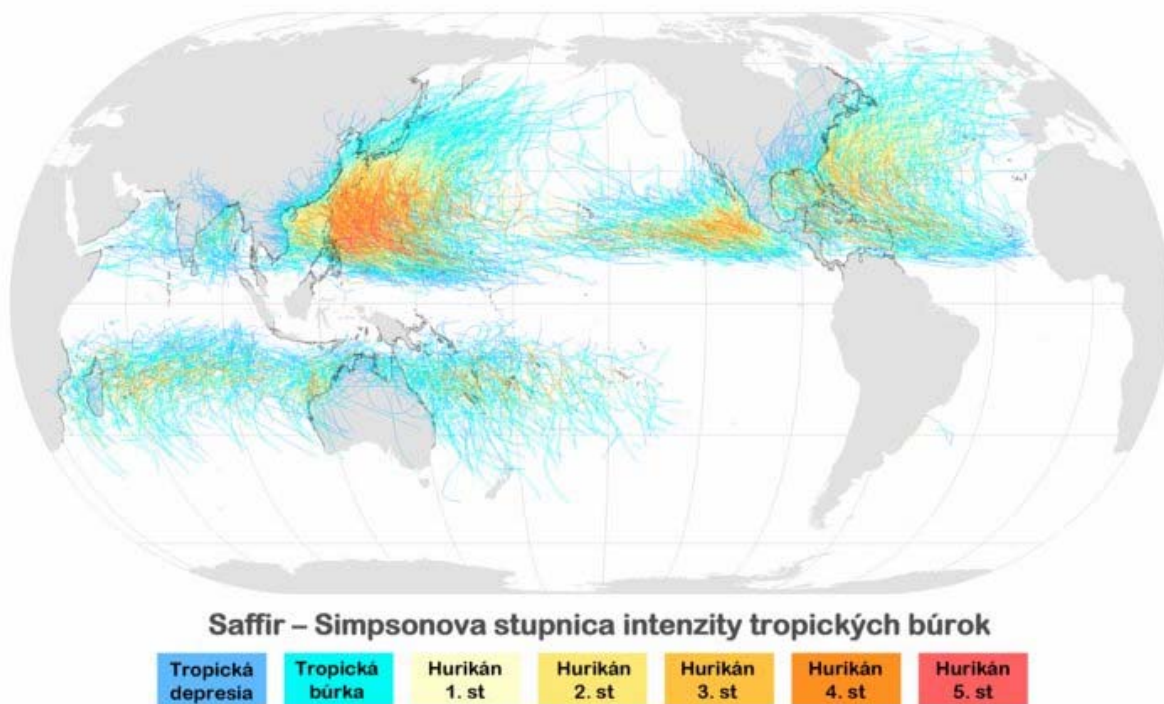 Saffir – Simpsonova stupnica intenzity tropických búrok
Tropická
depresia
Tropická
búrka
Hurikán
1. st
Hurikán
2. st
Hurikán
3. st
Hurikán
4. st
Hurikán
5. st